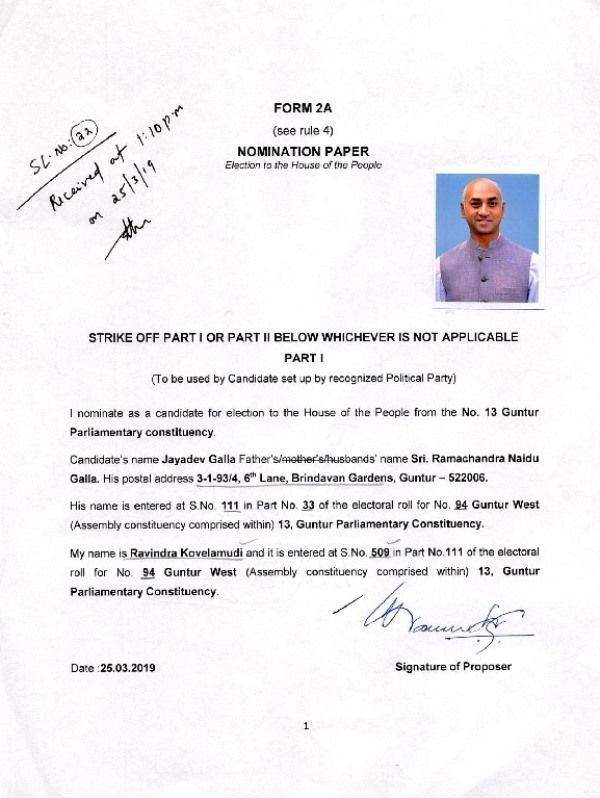 SL.No: 22
Received at 1:10 p.m
on 25/3/19
FORM 2A
(see rule 4)
NOMINATION PAPER
Election to the House of the People
STRIKE OFF PART I OR PART II BELOW WHICHEVER IS NOT APPLICABLE
PART I
(To be used by Candidate set up by recognized Political Party)
I nominate as a candidate for election to the House of the People from the No. 13 Guntur
Parliamentary constituency.
Candidate's name Jayadev Galla Father's/mother's/husbands' name Sri. Ramachandra Naidu
Galla. His postal address 3-1-93/4, 6th Lane, Brindavan Gardens, Guntur – 522006.
His name is entered at S.No. 111 in Part No. 33 of the electoral roll for No. 94 Guntur West
(Assembly constituency comprised within) 13, Guntur Parliamentary Constituency.
My name is Ravindra Kovelamudi and it is entered at S.No. 509 in Part No.111 of the electoral
roll for No. 94 Guntur West (Assembly constituency comprised within) 13, Guntur
Parliamentary Constituency.
Date :25.03.2019
Signature of Proposer
1